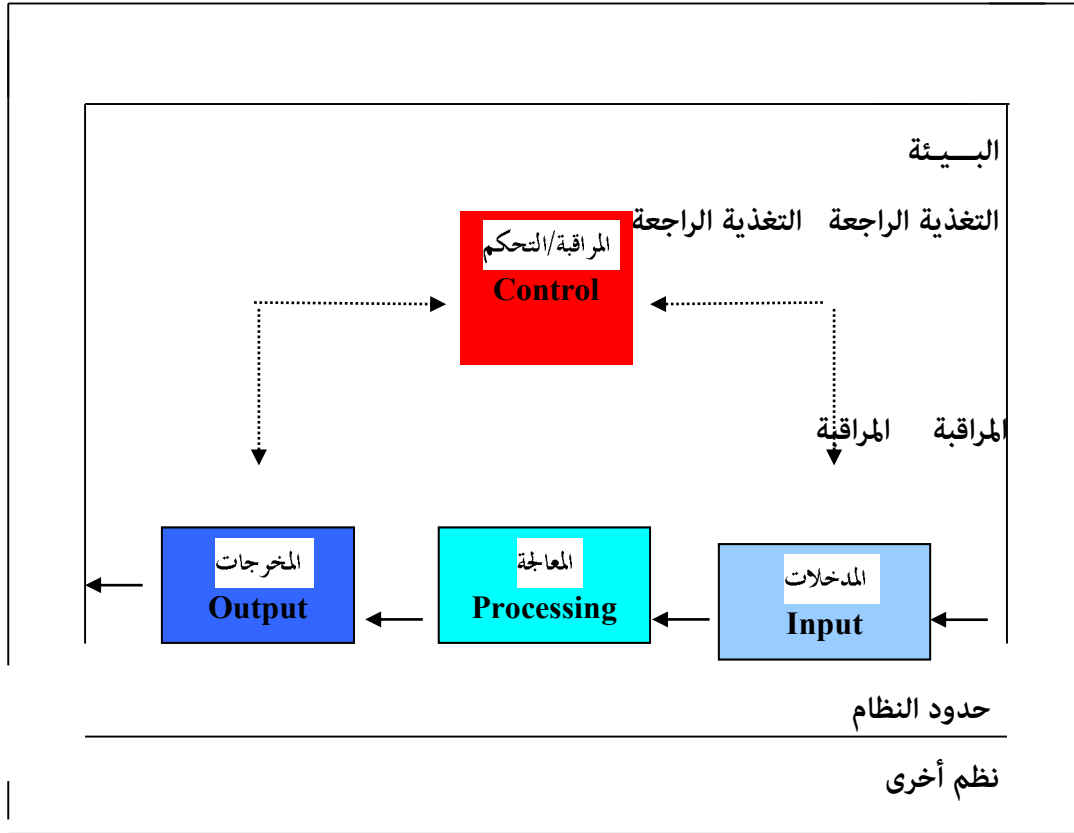 البـــــيـئة
التغذية الراجعة التغذية الراجعة
المراقبة/التحكم
Control
المراقبة المراقبة
المدخلات
Input
المعالجة
Processing
المخرجات
Output
حدود النظام
نظم أخرى